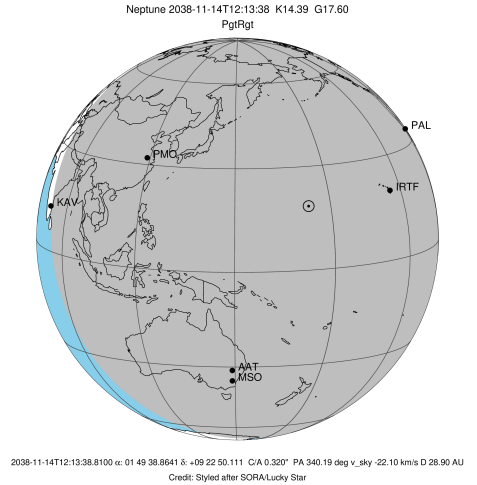 Neptune 2038-11-14T12:13:38 K14.39 G17.60
PgtRgt
PAL
PMO
IRTF
KAV
AAT
MSO
2038-11-14T12:13:38.8100 α: 01 49 38.8641 δ: +09 22 50.111 C/A 0.320" PA 340.19 deg v_sky -22.10 km/s D 28.90 AU
Credit: Styled after SORA/Lucky Star